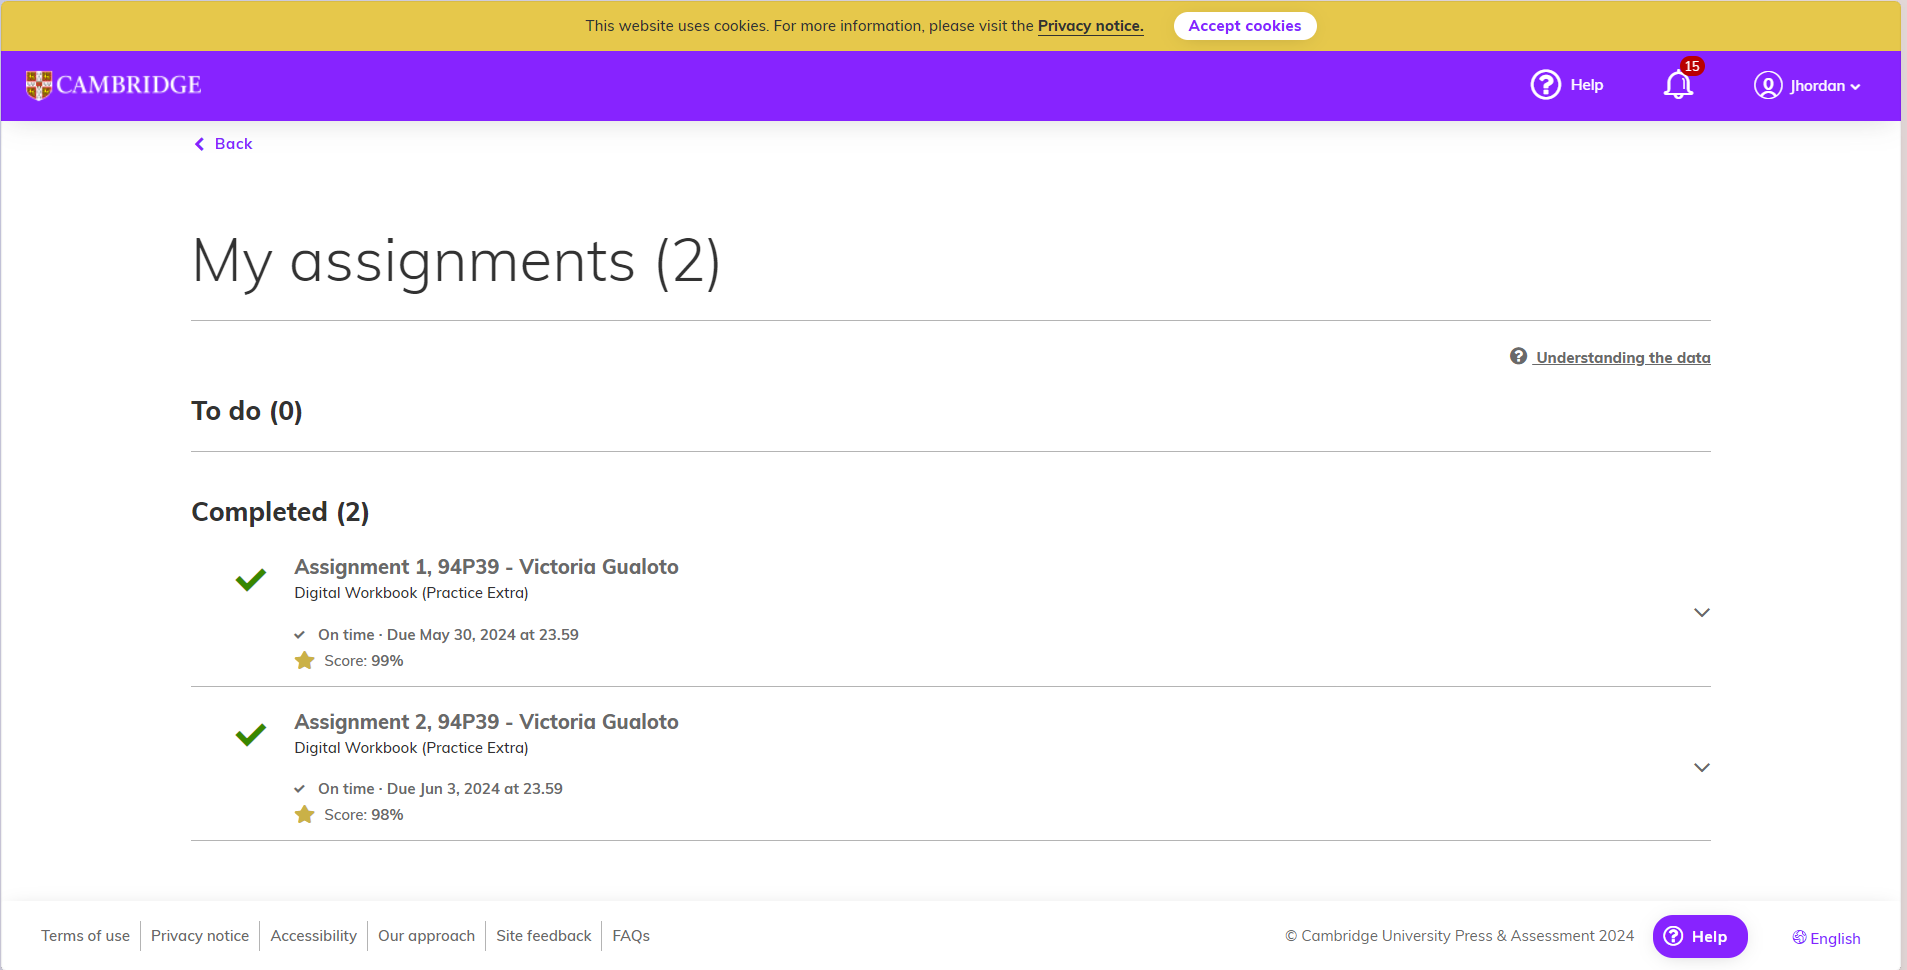 This website uses cookies. For more information, please visit the Privacy notice. Accept cookies
CAMBRIDGE
Help
15
Jhordan
Back
My assignments (2)
Understanding the data
To do (0)
Completed (2)
Assignment 1, 94P39 - Victoria Gualoto
Digital Workbook (Practice Extra)
On time · Due May 30, 2024 at 23.59
Score: 99%
Assignment 2, 94P39 - Victoria Gualoto
Digital Workbook (Practice Extra)
On time · Due Jun 3, 2024 at 23.59
Score: 98%
Terms of use Privacy notice Accessibility Our approach Site feedback FAQs
© Cambridge University Press & Assessment 2024
Help
English